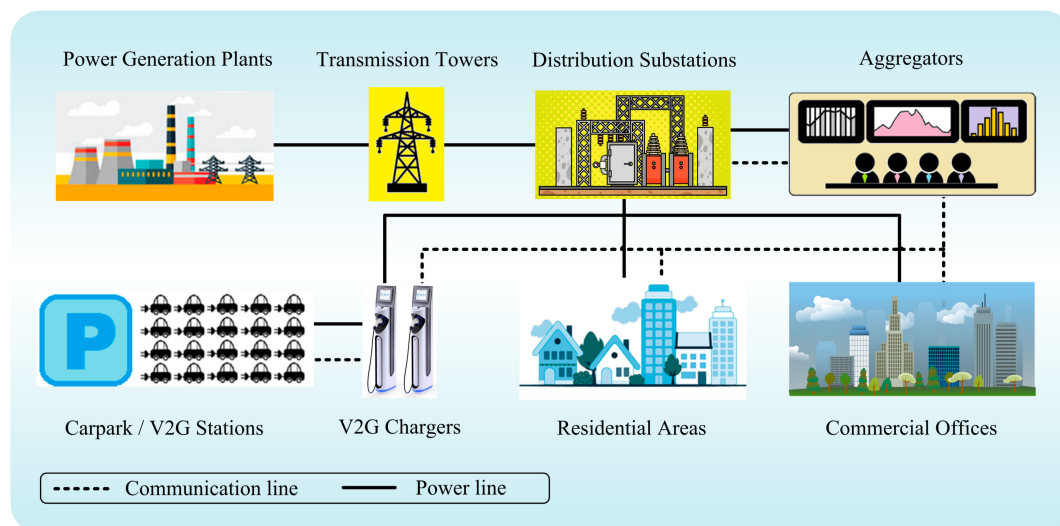 Power Generation Plants
Transmission Towers
Distribution Substations
Aggregators
P
Carpark / V2G Stations
V2G Chargers
Residential Areas
Commercial Offices
Communication line
Power line